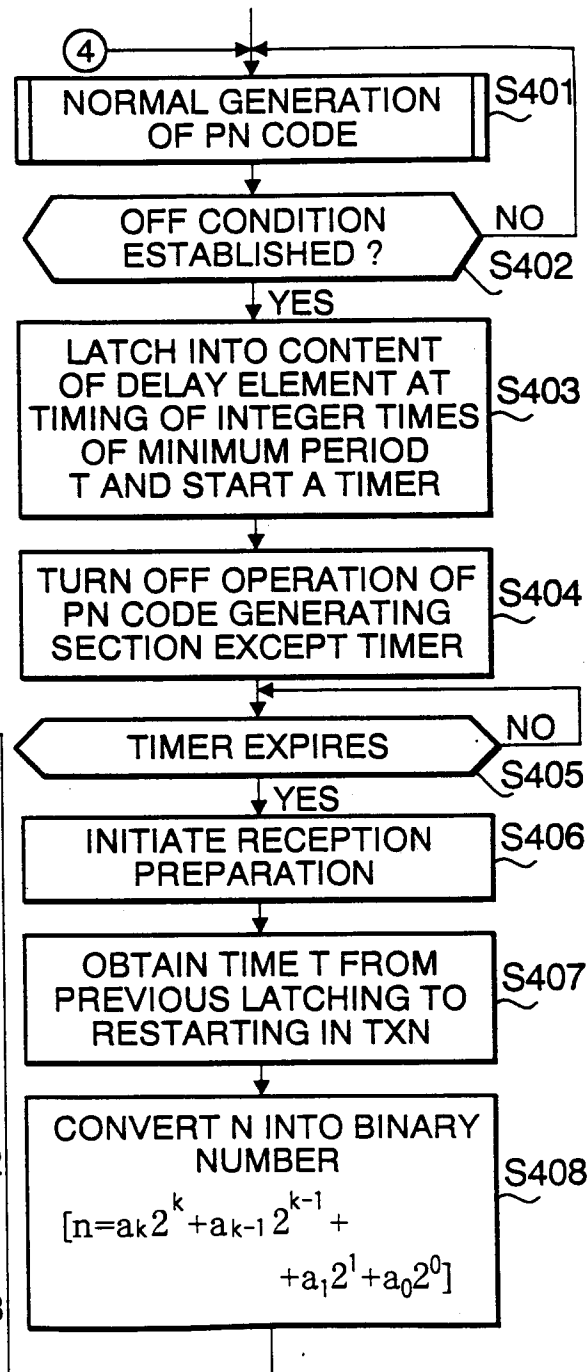 4
NORMAL GENERATION
OF PN CODE
S401
OFF CONDITION
ESTABLISHED ?
NO
S402
YES
LATCH INTO CONTENT
OF DELAY ELEMENT AT
TIMING OF INTEGER TIMES
OF MINIMUM PERIOD
T AND START A TIMER
S403
TURN OFF OPERATION OF
PN CODE GENERATING
SECTION EXCEPT TIMER
S404
TIMER EXPIRES
NO
S405
YES
INITIATE RECEPTION
PREPARATION
S406
OBTAIN TIME T FROM
PREVIOUS LATCHING TO
RESTARTING IN TXN
S407
CONVERT N INTO BINARY
NUMBER
[n=aₖ2ᵏ+aₖ₋₁2ᵏ⁻¹+
+a₁2¹+a₀2⁰]
S408